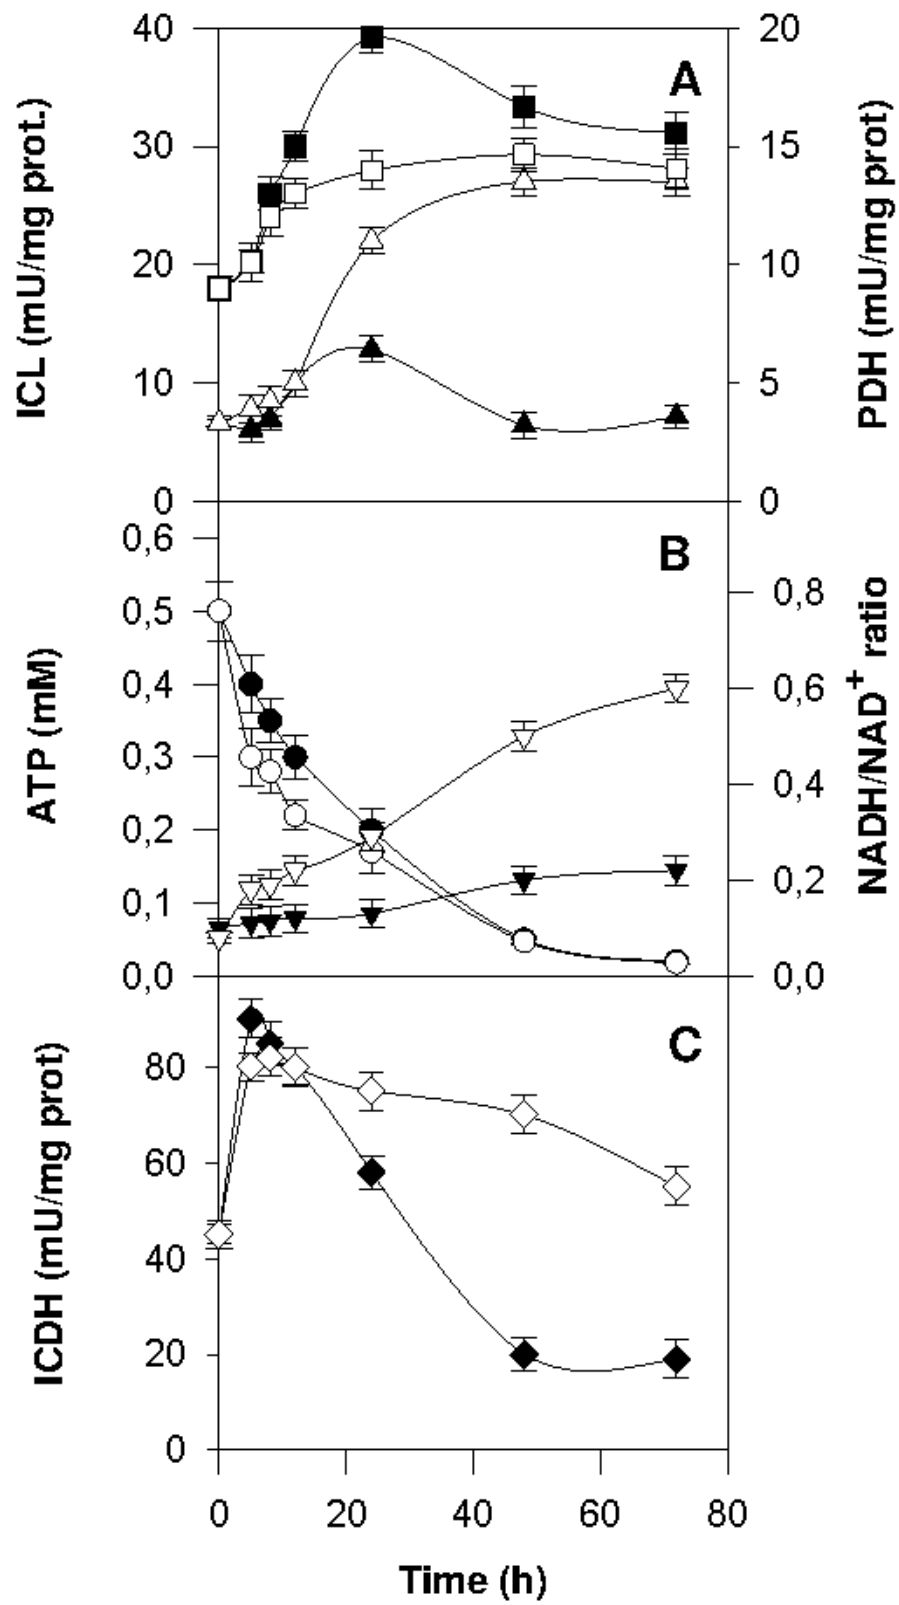 A
40
30
20
10
0
ICL (mU/mg prot.)
20
15
10
5
0
PDH (mU/mg prot)
B
0,6
0,5
0,4
0,3
0,2
0,1
0,0
ATP (mM)
0,8
0,6
0,4
0,2
0,0
NADH/NAD+ ratio
C
80
60
40
20
0
ICDH (mU/mg prot)
0 20 40 60 80
Time (h)